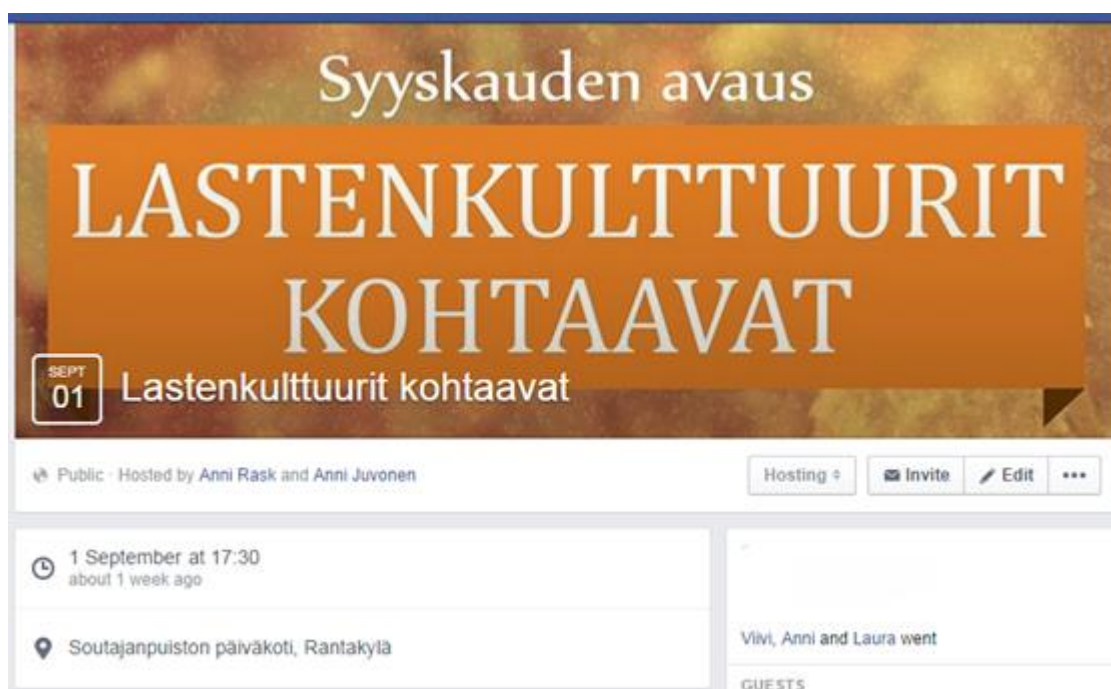 Syyskauden avaus
LASTENKULTTUURIT
KOHTAAVAT
SEPT
01
Lastenkulttuurit kohtaavat
Public · Hosted by Anni Rask and Anni Juvonen
Hosting
Invite
Edit
1 September at 17:30
about 1 week ago
Soutajanpuiston päiväkoti, Rantakylä
Viivi, Anni and Laura went
GUESTS